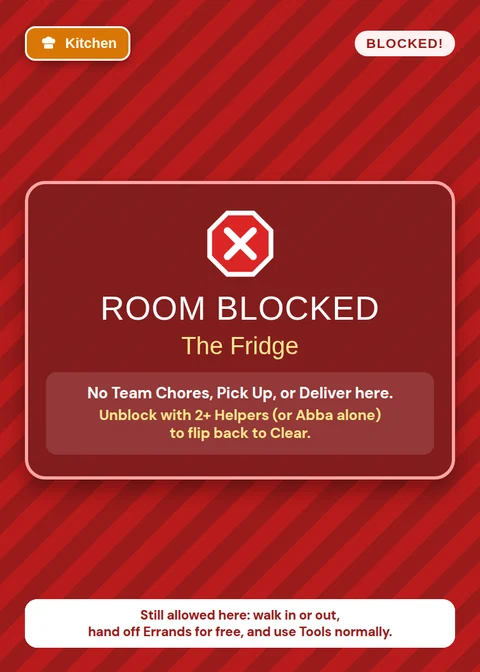 Kitchen
BLOCKED!
ROOM BLOCKED
The Fridge
No Team Chores, Pick Up, or Deliver here.
Unblock with 2+ Helpers (or Abba alone)
to flip back to Clear.
Still allowed here: walk in or out,
hand off Errands for free, and use Tools normally.